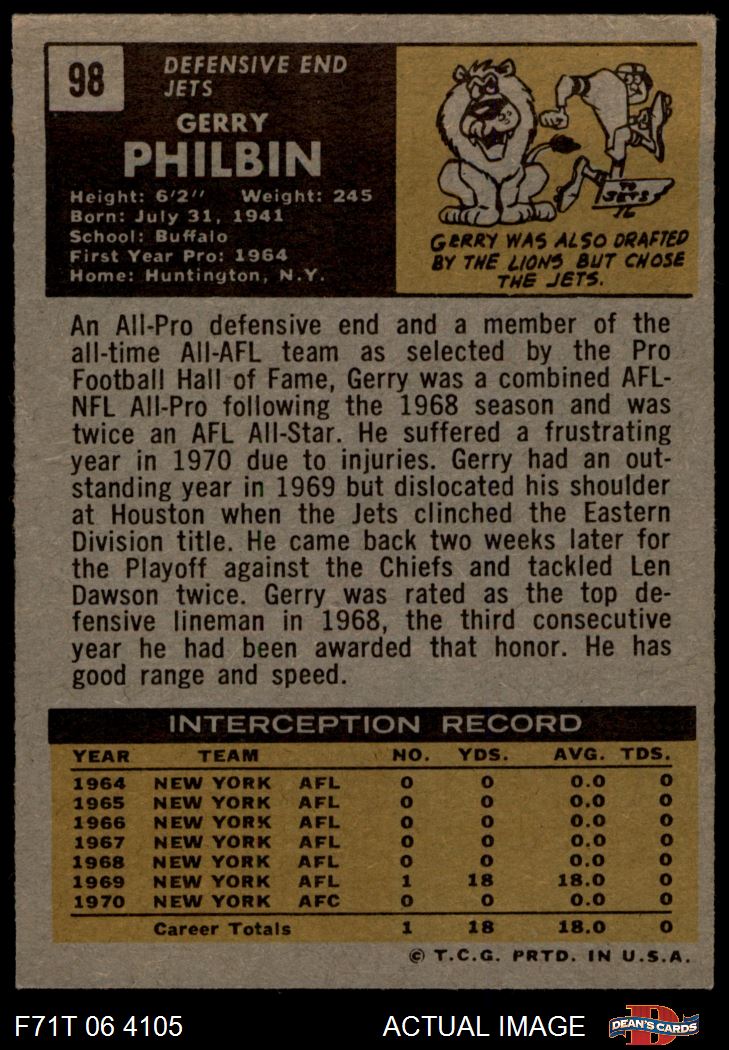 98
DEFENSIVE END
JETS
GERRY
PHILBIN
Height: 6'2" Weight: 245
Born: July 31, 1941
School: Buffalo
First Year Pro: 1964
Home: Huntington, N.Y.
TO
JETS
GERRY WAS ALSO DRAFTED
BY THE LIONS BUT CHOSE
THE JETS.
An All-Pro defensive end and a member of the
all-time All-AFL team as selected by the Pro
Football Hall of Fame, Gerry was a combined AFL-
NFL All-Pro following the 1968 season and was
twice an AFL All-Star. He suffered a frustrating
year in 1970 due to injuries. Gerry had an out-
standing year in 1969 but dislocated his shoulder
at Houston when the Jets clinched the Eastern
Division title. He came back two weeks later for
the Playoff against the Chiefs and tackled Len
Dawson twice. Gerry was rated as the top de-
fensive lineman in 1968, the third consecutive
year he had been awarded that honor. He has
good range and speed.
INTERCEPTION RECORD
YEAR TEAM NO. YDS. AVG. TDS.
1964 NEW YORK AFL 0 0 0.0 0
1965 NEW YORK AFL 0 0 0.0 0
1966 NEW YORK AFL 0 0 0.0 0
1967 NEW YORK AFL 0 0 0.0 0
1968 NEW YORK AFL 0 0 0.0 0
1969 NEW YORK AFL 1 18 18.0 0
1970 NEW YORK AFC 0 0 0.0 0
Career Totals 1 18 18.0 0
© T.C.G. PRTD. IN U.S.A.
F71T 06 4105 ACTUAL IMAGE
D
DEAN'S CARDS